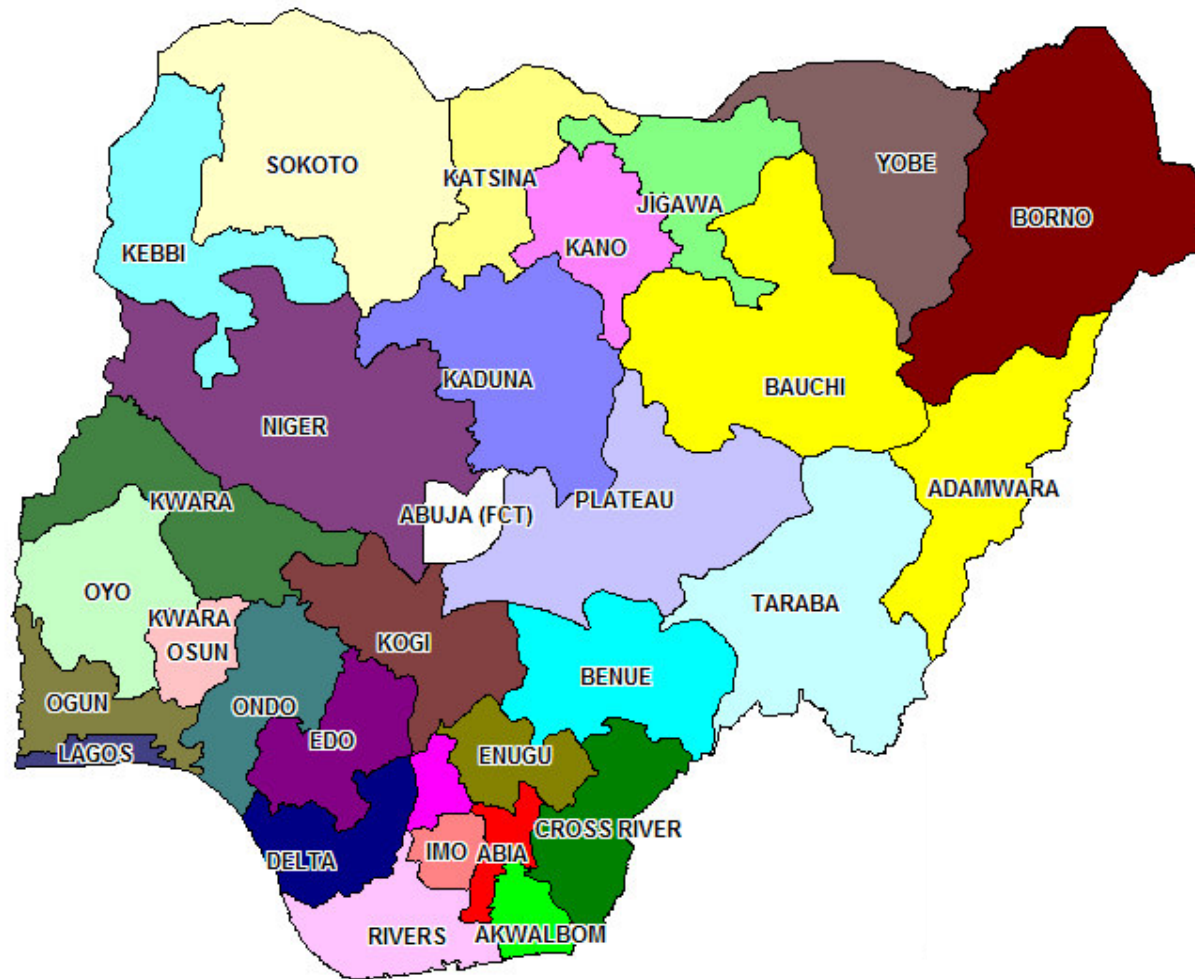 SOKOTO
KATSINA
YOBE
JIGAWA
BORNO
KEBBI
KANO
KADUNA
BAUCHI
NIGER
ADAMWARA
KWARA
PLATEAU
ABUJA (FCT)
OYO
TARABA
KWARA
OSUN
KOGI
BENUE
OGUN
ONDO
EDO
LAGOS
ENUGU
CROSS RIVER
IMO
ABIA
DELTA
RIVERS
AKWALBOM